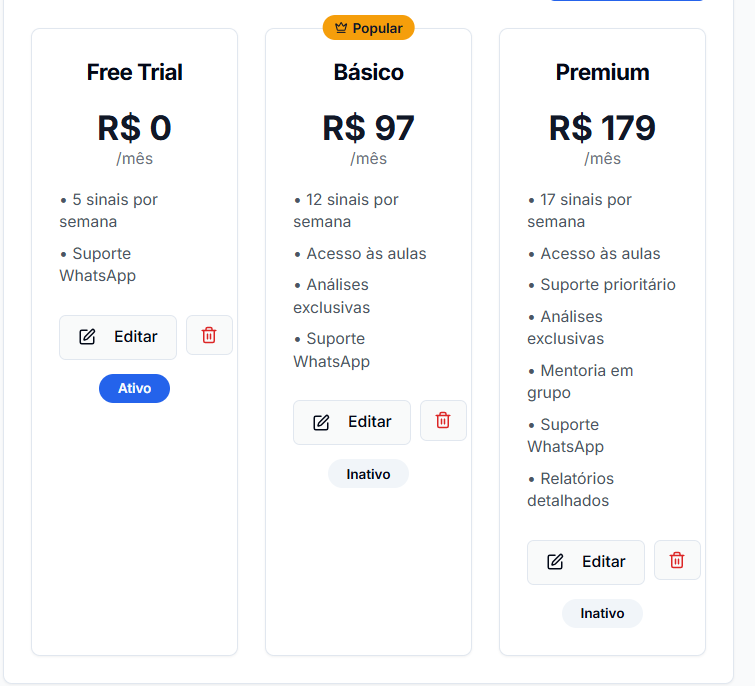 Free Trial
R$ 0
/mês
• 5 sinais por
semana
• Suporte
WhatsApp
Editar
Ativo
Popular
Básico
R$ 97
/mês
• 12 sinais por
semana
• Acesso às aulas
• Análises
exclusivas
• Suporte
WhatsApp
Editar
Inativo
Premium
R$ 179
/mês
• 17 sinais por
semana
• Acesso às aulas
• Suporte prioritário
• Análises
exclusivas
• Mentoria em
grupo
• Suporte
WhatsApp
• Relatórios
detalhados
Editar
Inativo